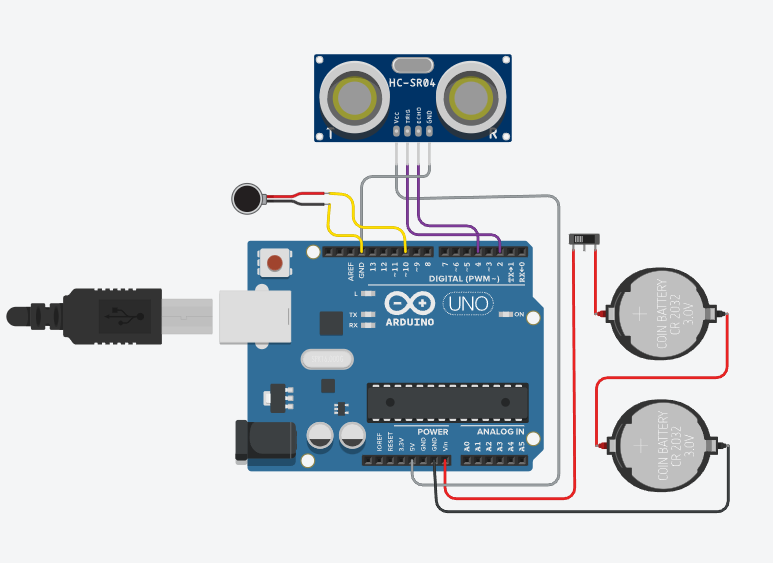 HC-SR04
T
R
VCC
TRIG
ECHO
GND
AREF
GND
13
12
~11
~10
~9
8
7
~6
~5
4
~3
2
TX→1
RX←0
DIGITAL (PWM~)
L
TX
RX
ARDUINO
UNO
ON
POWER
ANALOG IN
IOREF
RESET
3.3V
5V
GND
GND
Vin
A0
A1
A2
A3
A4
A5
COIN BATTERY
CR 2032
3.0V
COIN BATTERY
CR 2032
3.0V